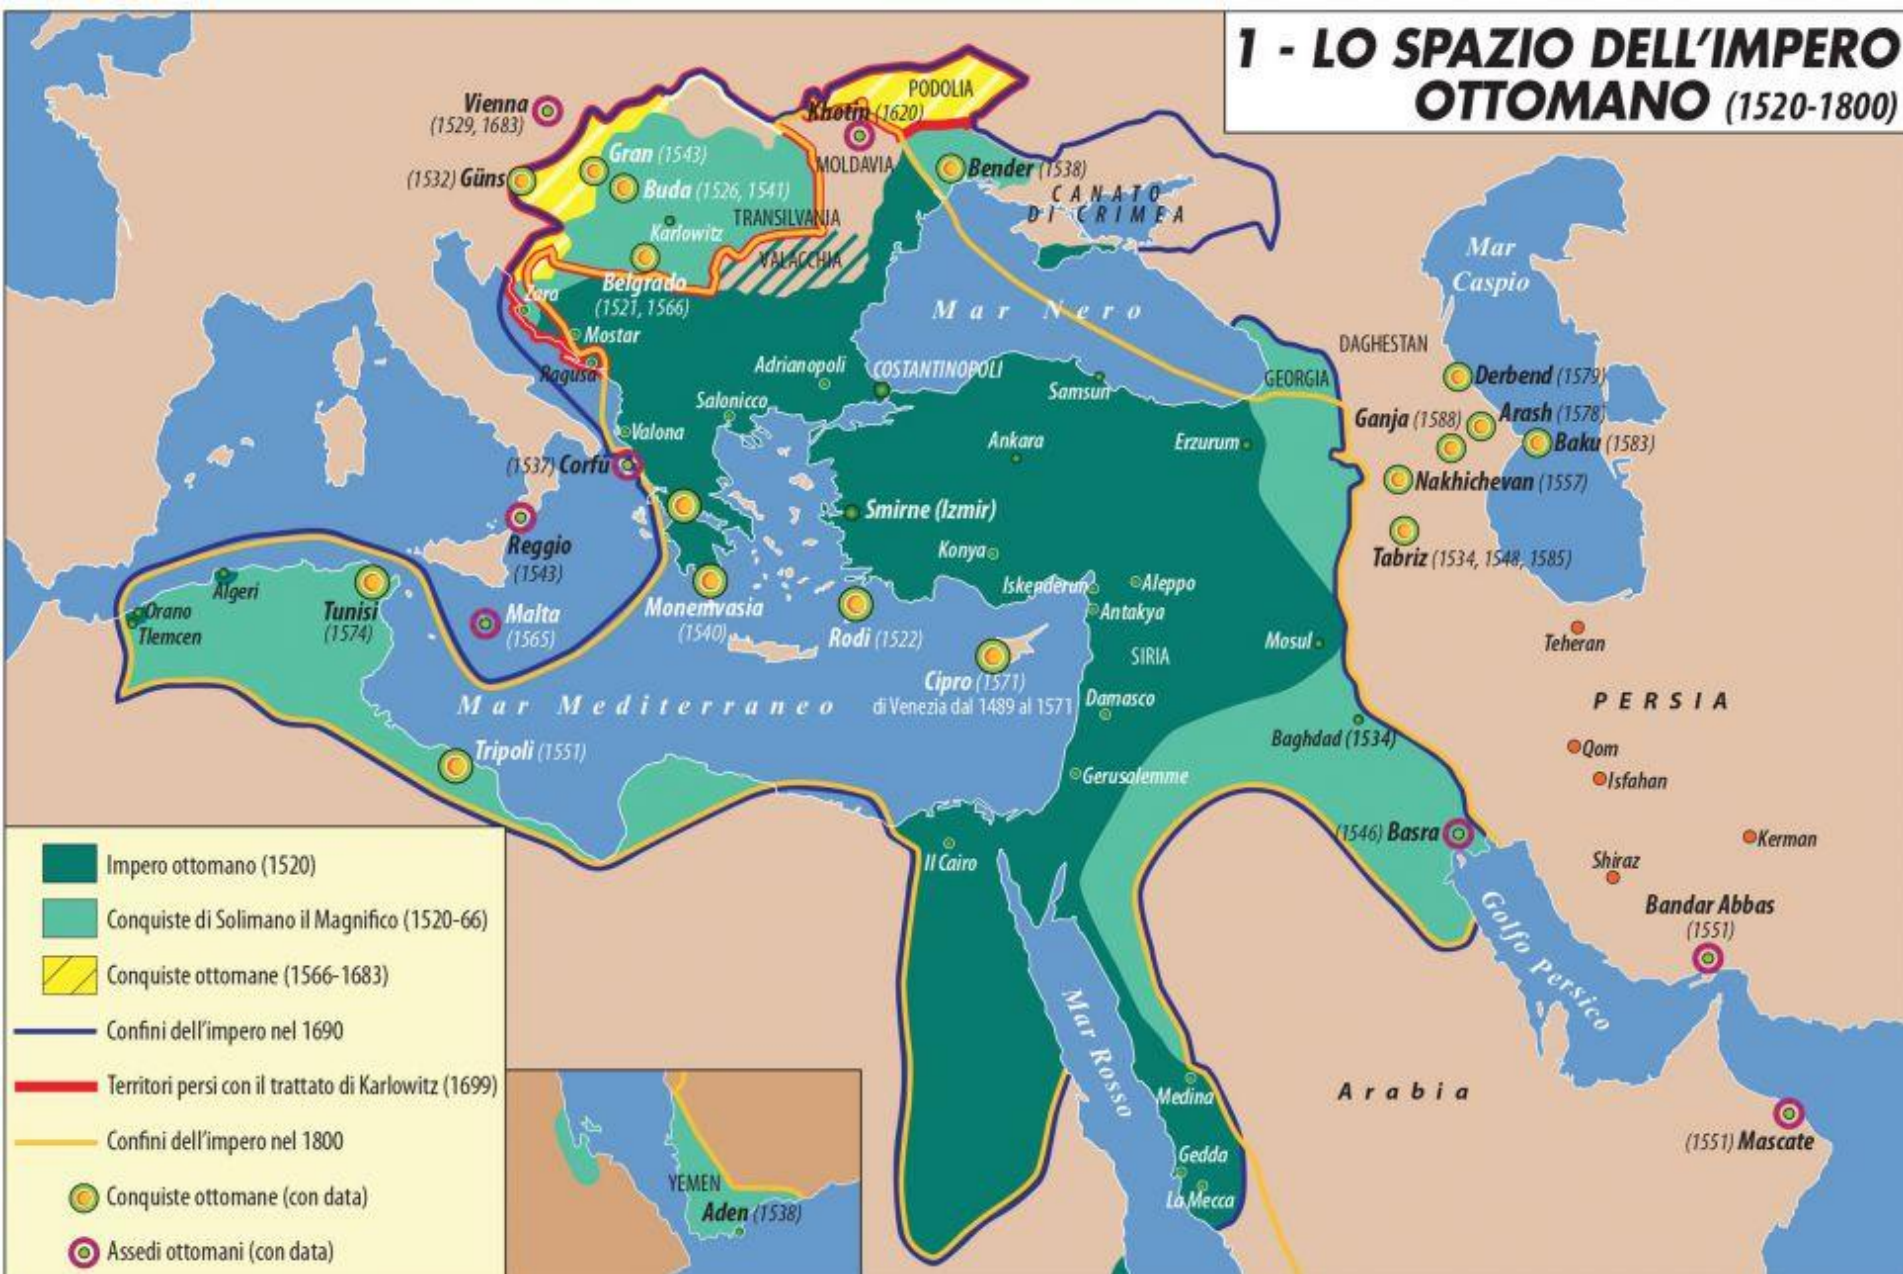 1 - LO SPAZIO DELL'IMPERO
OTTOMANO (1520-1800)
Vienna
(1529, 1683)
(1532) Güns
Gran (1543)
Buda (1526, 1541)
Karlowitz
TRANSILVANIA
VALACCHIA
Belgrado
(1521, 1566)
Khotin (1620)
PODOLIA
MOLDAVIA
Bender (1538)
CANATO
DI CRIMEA
Zara
Mostar
Ragusa
Valona
(1537) Corfù
Reggio
(1543)
Malta
(1565)
Salonicco
Adrianopoli
COSTANTINOPOLI
Mar Nero
Samsun
Ankara
Erzurum
Smirne (Izmir)
Konya
Iskenderun
Aleppo
Antakya
SIRIA
Mosul
Damasco
Gerusalemme
Monemvasia
(1540)
Rodi (1522)
Cipro (1571)
di Venezia dal 1489 al 1571
Mar Mediterraneo
Orano
Tlemcen
Algeri
Tunisi
(1574)
Tripoli (1551)
Il Cairo
Mar Rosso
Medina
Gedda
La Mecca
Mar
Caspio
DAGHESTAN
GEORGIA
Derbend (1579)
Ganja (1588)
Arash (1578)
Baku (1583)
Nakhichevan (1557)
Tabriz (1534, 1548, 1585)
Teheran
PERSIA
Qom
Isfahan
Kerman
Shiraz
Baghdad (1534)
(1546) Basra
Golfo Persico
Bandar Abbas
(1551)
Arabia
(1551) Mascate
Impero ottomano (1520)
Conquiste di Solimano il Magnifico (1520-66)
Conquiste ottomane (1566-1683)
Confini dell'impero nel 1690
Territori persi con il trattato di Karlowitz (1699)
Confini dell'impero nel 1800
Conquiste ottomane (con data)
Assedi ottomani (con data)
YEMEN
Aden (1538)